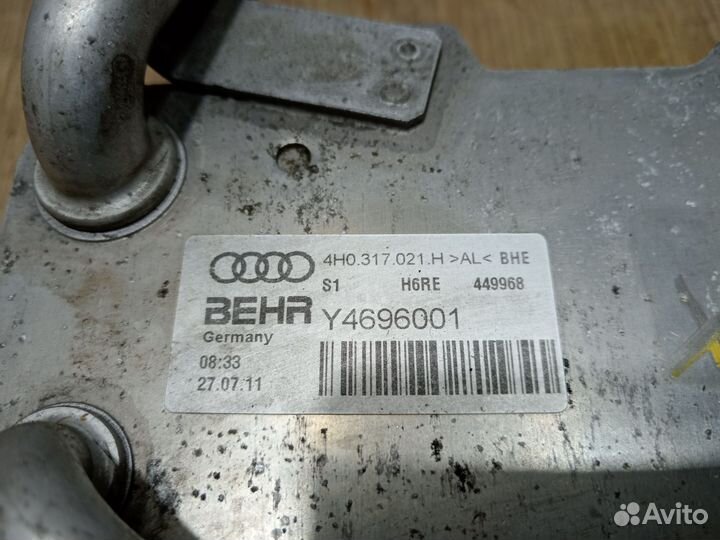 4H0.317.021.H >AL< BHE
S1 H6RE 449968
BEHR Y4696001
Germany
08:33
27.07.11
Avito